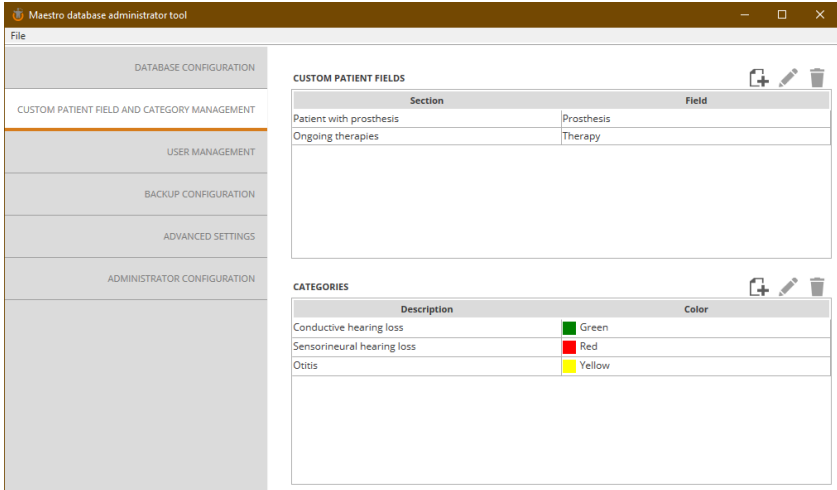 Maestro database administrator tool
File
DATABASE CONFIGURATION
CUSTOM PATIENT FIELD AND CATEGORY MANAGEMENT
USER MANAGEMENT
BACKUP CONFIGURATION
ADVANCED SETTINGS
ADMINISTRATOR CONFIGURATION
CUSTOM PATIENT FIELDS
Section Field
Patient with prosthesis Prosthesis
Ongoing therapies Therapy
CATEGORIES
Description Color
Conductive hearing loss Green
Sensorineural hearing loss Red
Otitis Yellow